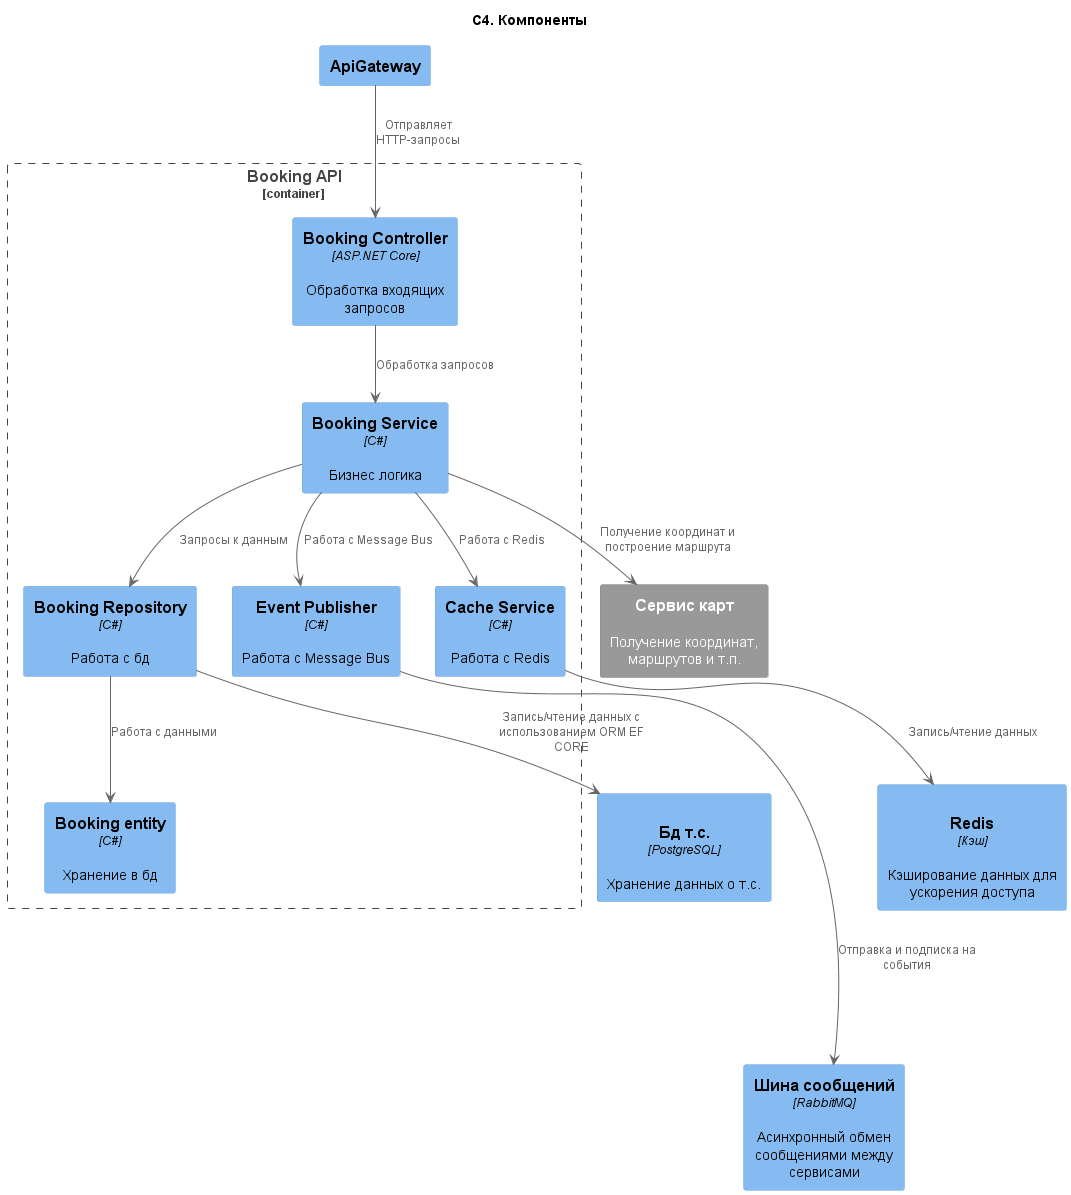 C4. Компоненты
ApiGateway
Отправляет
HTTP-запросы
Booking API
[container]
Booking Controller
[ASP.NET Core]
Обработка входящих
запросов
Обработка запросов
Booking Service
[C#]
Бизнес логика
Запросы к данным
Работа с Message Bus
Работа с Redis
Получение координат и
построение маршрута
Booking Repository
[C#]
Работа с бд
Event Publisher
[C#]
Работа с Message Bus
Cache Service
[C#]
Работа с Redis
Сервис карт
Получение координат,
маршрутов и т.п.
Работа с данными
Запись/чтение данных с
использованием ORM EF
CORE
Запись/чтение данных
Booking entity
[C#]
Хранение в бд
Бд т.с.
[PostgreSQL]
Хранение данных о т.с.
Redis
[Кэш]
Кэширование данных для
ускорения доступа
Отправка и подписка на
события
Шина сообщений
[RabbitMQ]
Асинхронный обмен
сообщениями между
сервисами